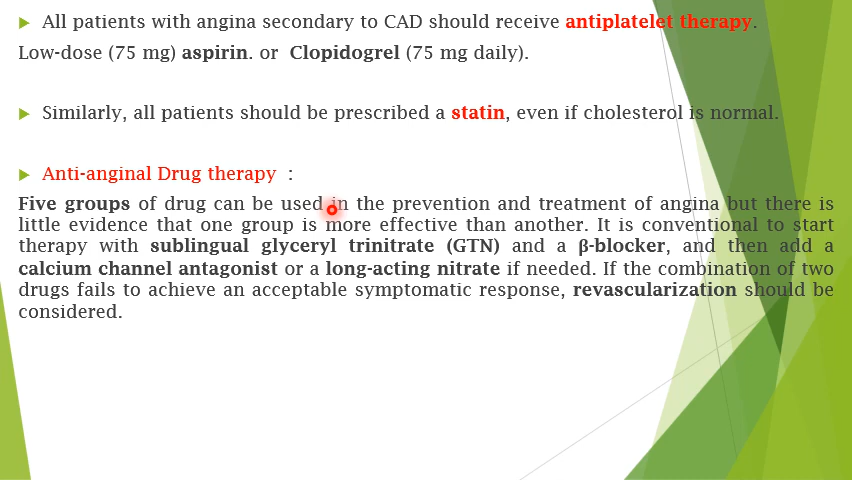 All patients with angina secondary to CAD should receive antiplatelet therapy.
Low-dose (75 mg) aspirin. or Clopidogrel (75 mg daily).
Similarly, all patients should be prescribed a statin, even if cholesterol is normal.
Anti-anginal Drug therapy :
Five groups of drug can be used in the prevention and treatment of angina but there is
little evidence that one group is more effective than another. It is conventional to start
therapy with sublingual glyceryl trinitrate (GTN) and a β-blocker, and then add a
calcium channel antagonist or a long-acting nitrate if needed. If the combination of two
drugs fails to achieve an acceptable symptomatic response, revascularization should be
considered.